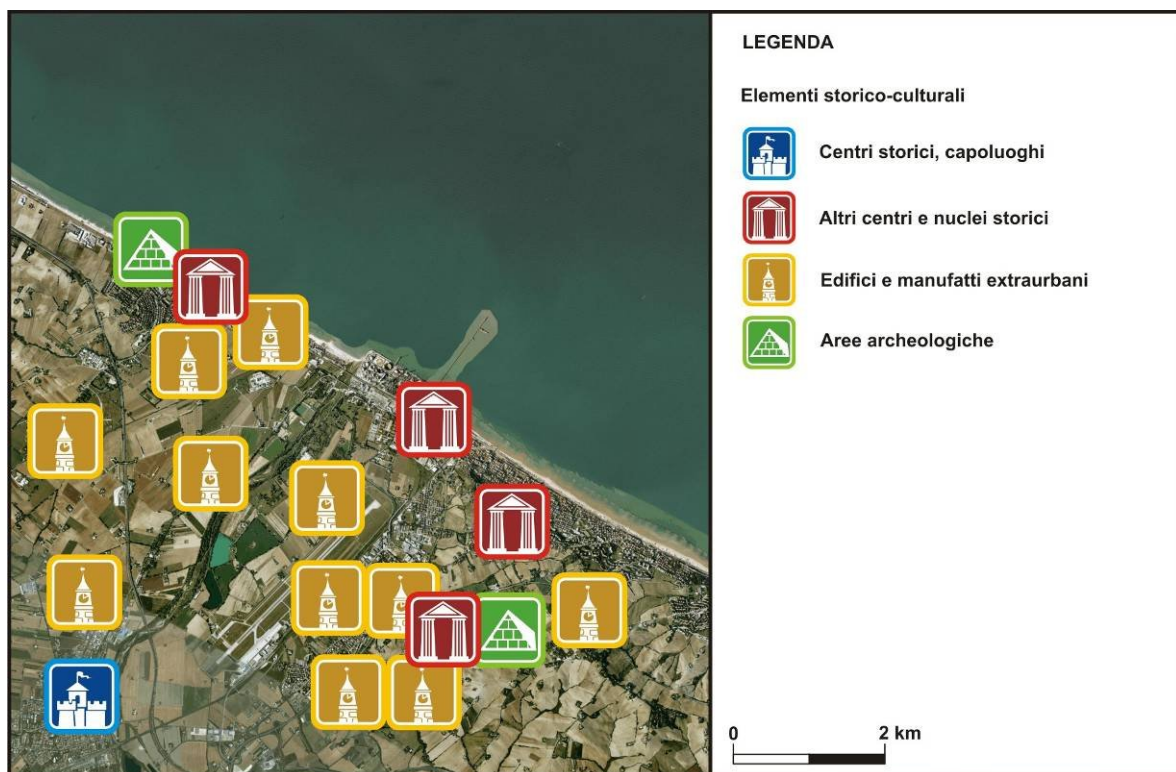 LEGENDA
Elementi storico-culturali
Centri storici, capoluoghi
Altri centri e nuclei storici
Edifici e manufatti extraurbani
Aree archeologiche
0 2 km